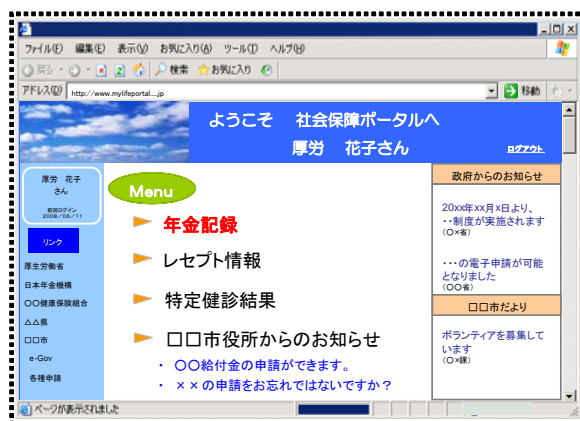 ファイル(F) 編集(E) 表示(V) お気に入り(A) ツール(T) ヘルプ(H)
戻る 検索 お気に入り
アドレス(D) http://www.mylifeportal....jp 移動
ようこそ 社会保障ポータルへ
厚労 花子さん
ログアウト
厚労 花子
さん
前回ログイン
2008/06/11
リンク
厚生労働省
日本年金機構
〇〇健康保険組合
△△県
□□市
e-Gov
各種申請
Menu
年金記録
レセプト情報
特定健診結果
□□市役所からのお知らせ
・ 〇〇給付金の申請ができます。
・ ××の申請をお忘れではないですか？
政府からのお知らせ
20xx年xx月x日より、
・・制度が実施されます
(〇×省)
・・・の電子申請が可能
となりました
(〇〇省)
□□市だより
ボランティアを募集して
います
(〇×課)
ページが表示されました